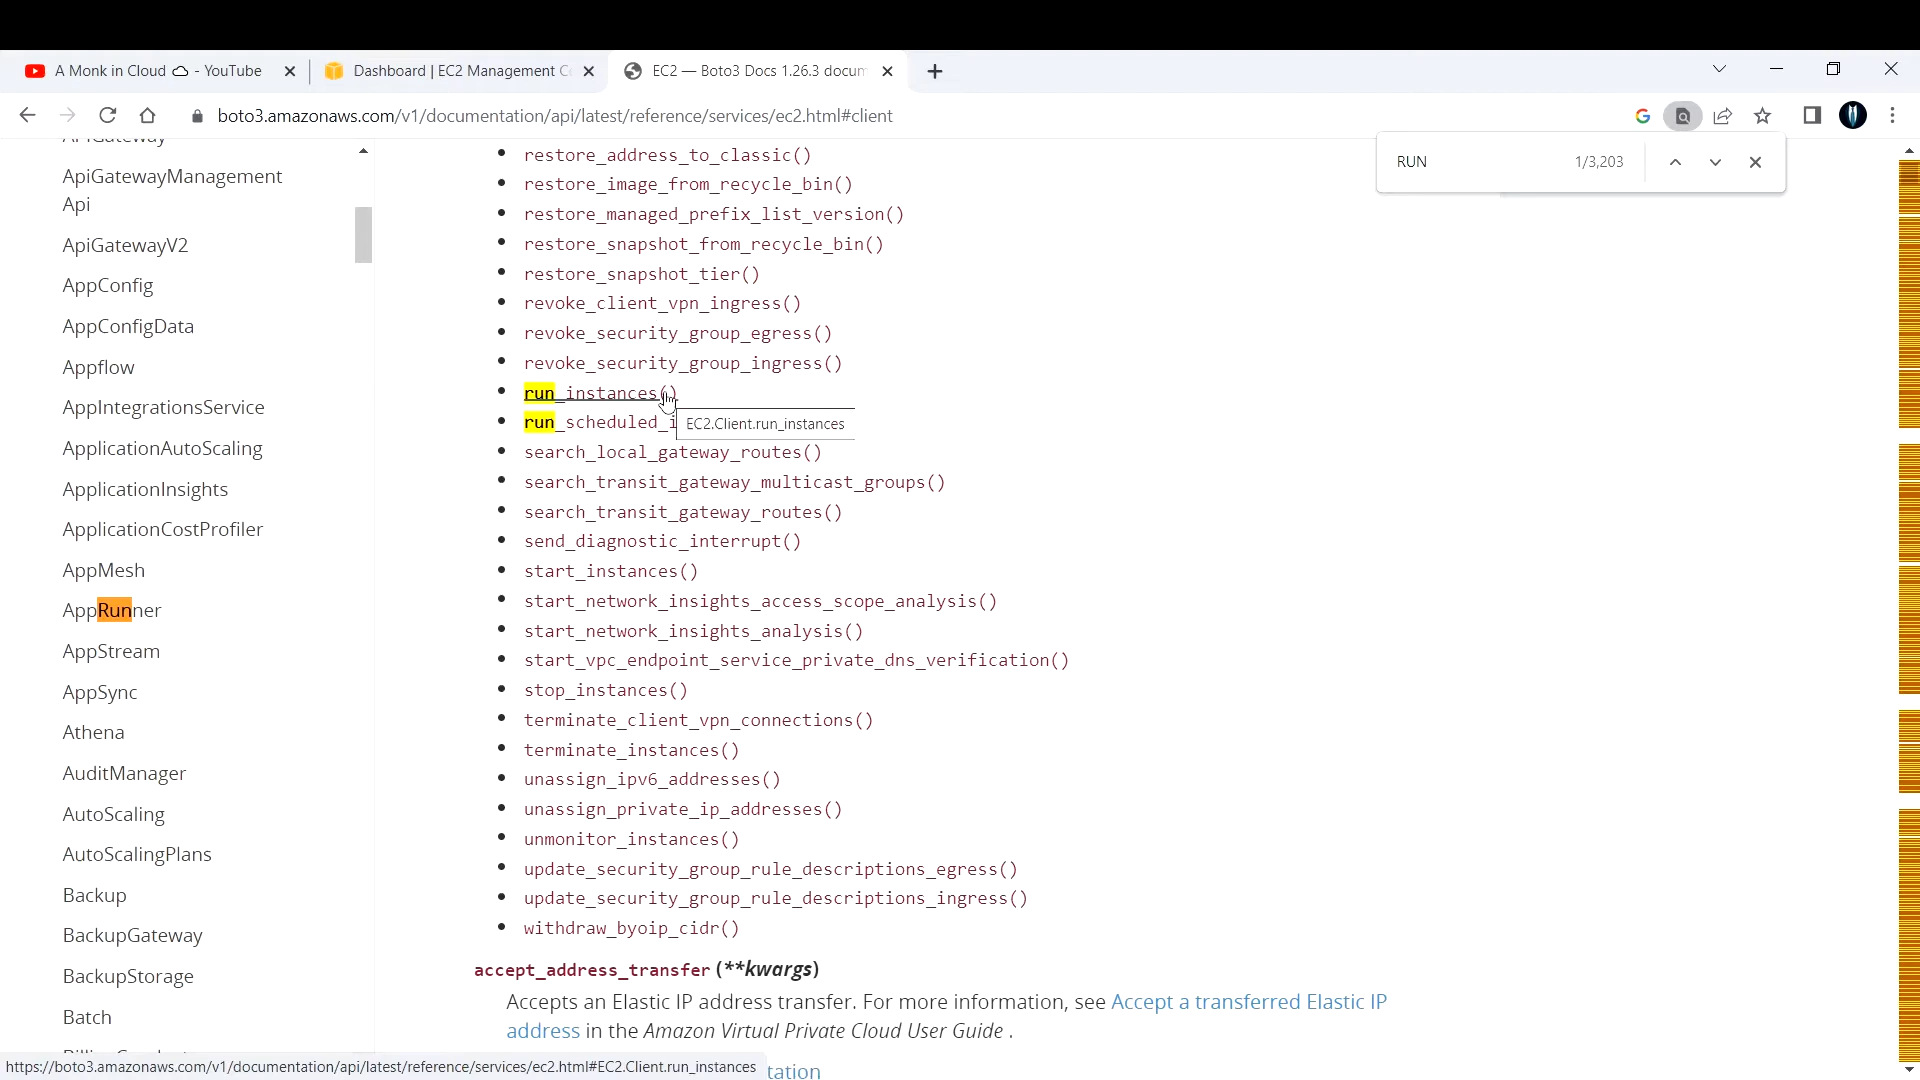 A Monk in Cloud - YouTube
Dashboard | EC2 Management C
EC2 — Boto3 Docs 1.26.3 docum
boto3.amazonaws.com/v1/documentation/api/latest/reference/services/ec2.html#client
RUN 1/3,203
ApiGateway
ApiGatewayManagement
Api
ApiGatewayV2
AppConfig
AppConfigData
Appflow
AppIntegrationsService
ApplicationAutoScaling
ApplicationInsights
ApplicationCostProfiler
AppMesh
AppRunner
AppStream
AppSync
Athena
AuditManager
AutoScaling
AutoScalingPlans
Backup
BackupGateway
BackupStorage
Batch
restore_address_to_classic()
restore_image_from_recycle_bin()
restore_managed_prefix_list_version()
restore_snapshot_from_recycle_bin()
restore_snapshot_tier()
revoke_client_vpn_ingress()
revoke_security_group_egress()
revoke_security_group_ingress()
run_instances()
run_scheduled_i
EC2.Client.run_instances
search_local_gateway_routes()
search_transit_gateway_multicast_groups()
search_transit_gateway_routes()
send_diagnostic_interrupt()
start_instances()
start_network_insights_access_scope_analysis()
start_network_insights_analysis()
start_vpc_endpoint_service_private_dns_verification()
stop_instances()
terminate_client_vpn_connections()
terminate_instances()
unassign_ipv6_addresses()
unassign_private_ip_addresses()
unmonitor_instances()
update_security_group_rule_descriptions_egress()
update_security_group_rule_descriptions_ingress()
withdraw_byoip_cidr()
accept_address_transfer(**kwargs)
Accepts an Elastic IP address transfer. For more information, see Accept a transferred Elastic IP
address in the Amazon Virtual Private Cloud User Guide .
tation
https://boto3.amazonaws.com/v1/documentation/api/latest/reference/services/ec2.html#EC2.Client.run_instances